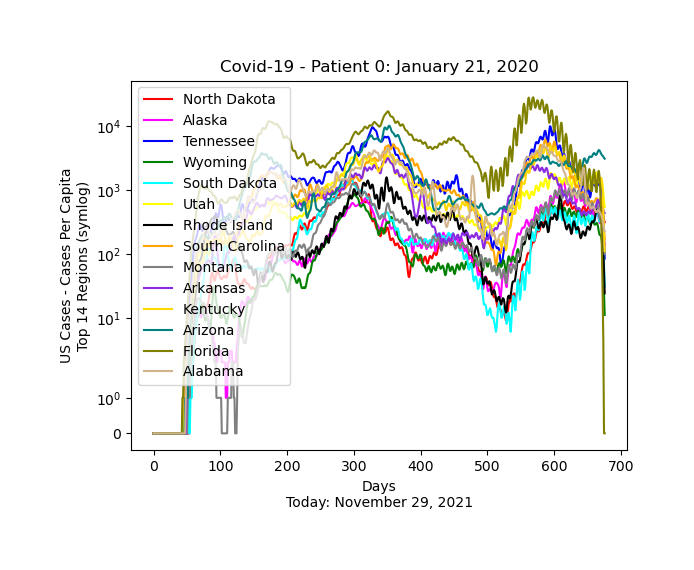 Covid-19 - Patient 0: January 21, 2020
US Cases - Cases Per Capita
Top 14 Regions (symlog)
10^4
10^3
10^2
10^1
10^0
0
North Dakota
Alaska
Tennessee
Wyoming
South Dakota
Utah
Rhode Island
South Carolina
Montana
Arkansas
Kentucky
Arizona
Florida
Alabama
0 100 200 300 400 500 600 700
Days
Today: November 29, 2021